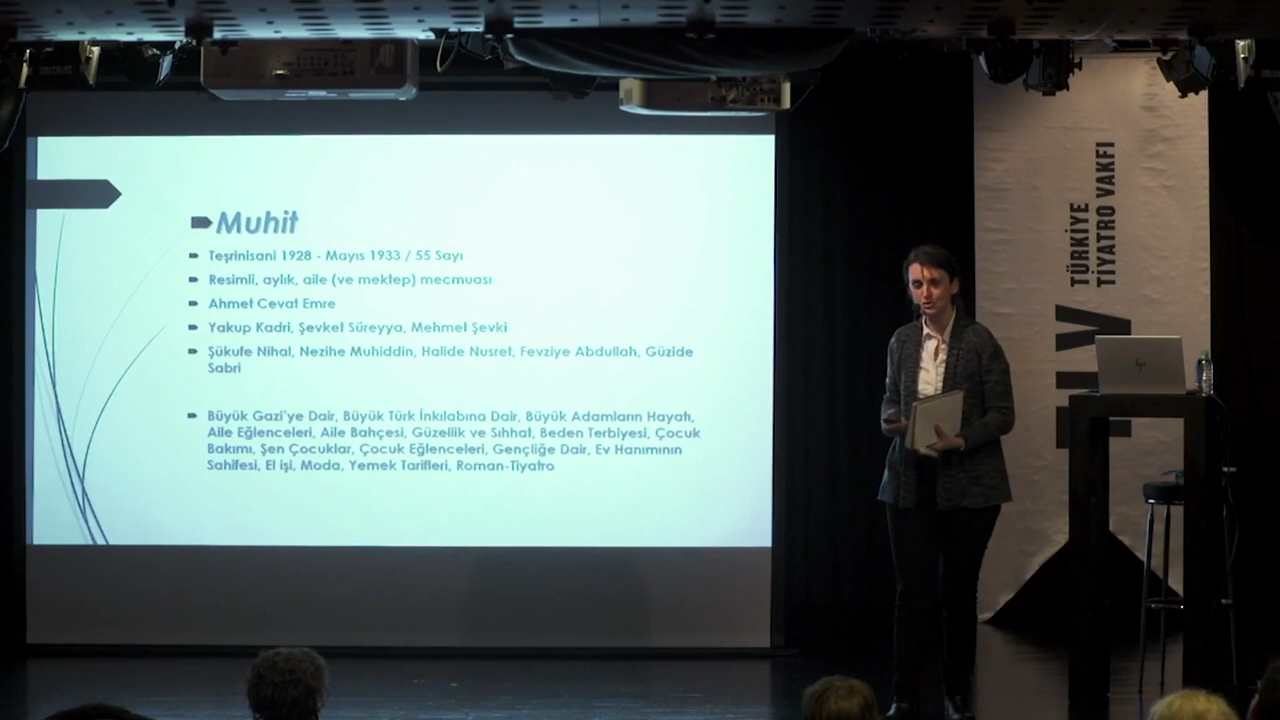 Muhit
Teşrinisani 1928 - Mayıs 1933 / 55 Sayı
Resimli, aylık, aile (ve mektep) mecmuası
Ahmet Cevat Emre
Yakup Kadri, Şevket Süreyya, Mehmet Şevki
Şükufe Nihal, Nezihe Muhiddin, Halide Nusret, Fevziye Abdullah, Güzide
Sabri
Büyük Gazi'ye Dair, Büyük Türk İnkılabına Dair, Büyük Adamların Hayatı,
Aile Eğlenceleri, Aile Bahçesi, Güzellik ve Sıhhat, Beden Terbiyesi, Çocuk
Bakımı, Şen Çocuklar, Çocuk Eğlenceleri, Gençliğe Dair, Ev Hanımının
Sahifesi, El işi, Moda, Yemek Tarifleri, Roman-Tiyatro
TÜRKİYE
TİYATRO VAKFI
hp